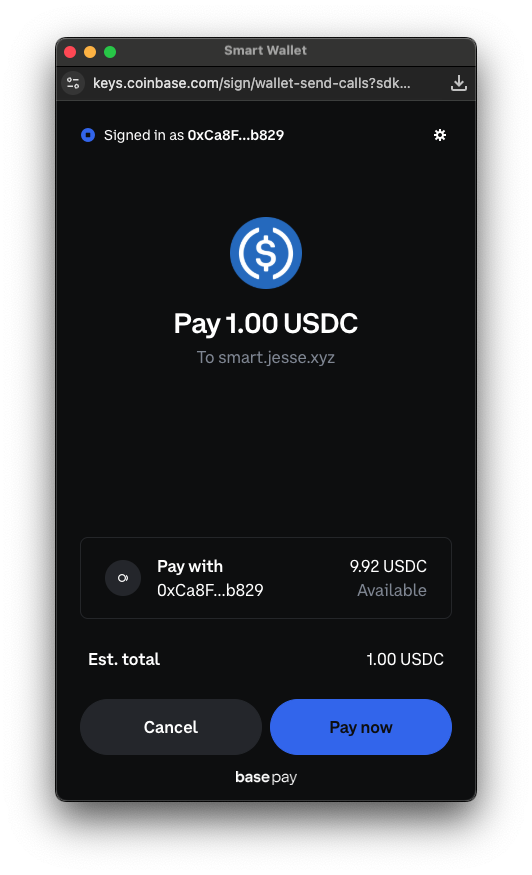 Smart Wallet
keys.coinbase.com/sign/wallet-send-calls?sdk...
Signed in as 0xCa8F...b829
$
Pay 1.00 USDC
To smart.jesse.xyz
Pay with 9.92 USDC
0xCa8F...b829 Available
Est. total 1.00 USDC
Cancel Pay now
base pay